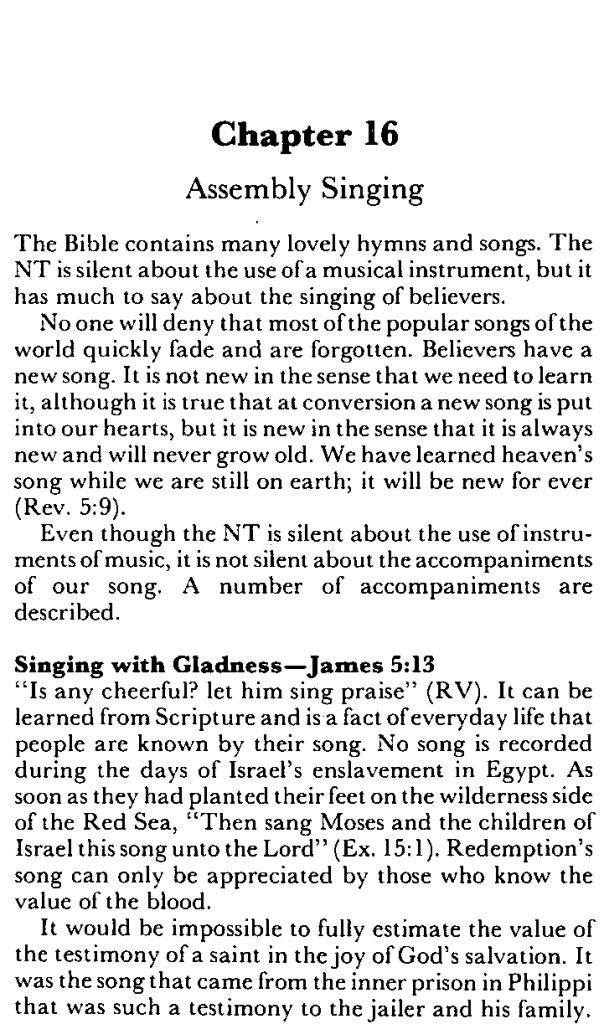 Chapter 16
Assembly Singing
The Bible contains many lovely hymns and songs. The
NT is silent about the use of a musical instrument, but it
has much to say about the singing of believers.
No one will deny that most of the popular songs of the
world quickly fade and are forgotten. Believers have a
new song. It is not new in the sense that we need to learn
it, although it is true that at conversion a new song is put
into our hearts, but it is new in the sense that it is always
new and will never grow old. We have learned heaven's
song while we are still on earth; it will be new for ever
(Rev. 5:9).
Even though the NT is silent about the use of instru-
ments of music, it is not silent about the accompaniments
of our song. A number of accompaniments are
described.
Singing with Gladness—James 5:13
“Is any cheerful? let him sing praise” (RV). It can be
learned from Scripture and is a fact of everyday life that
people are known by their song. No song is recorded
during the days of Israel's enslavement in Egypt. As
soon as they had planted their feet on the wilderness side
of the Red Sea, “Then sang Moses and the children of
Israel this song unto the Lord” (Ex. 15:1). Redemption's
song can only be appreciated by those who know the
value of the blood.
It would be impossible to fully estimate the value of
the testimony of a saint in the joy of God's salvation. It
was the song that came from the inner prison in Philippi
that was such a testimony to the jailer and his family.